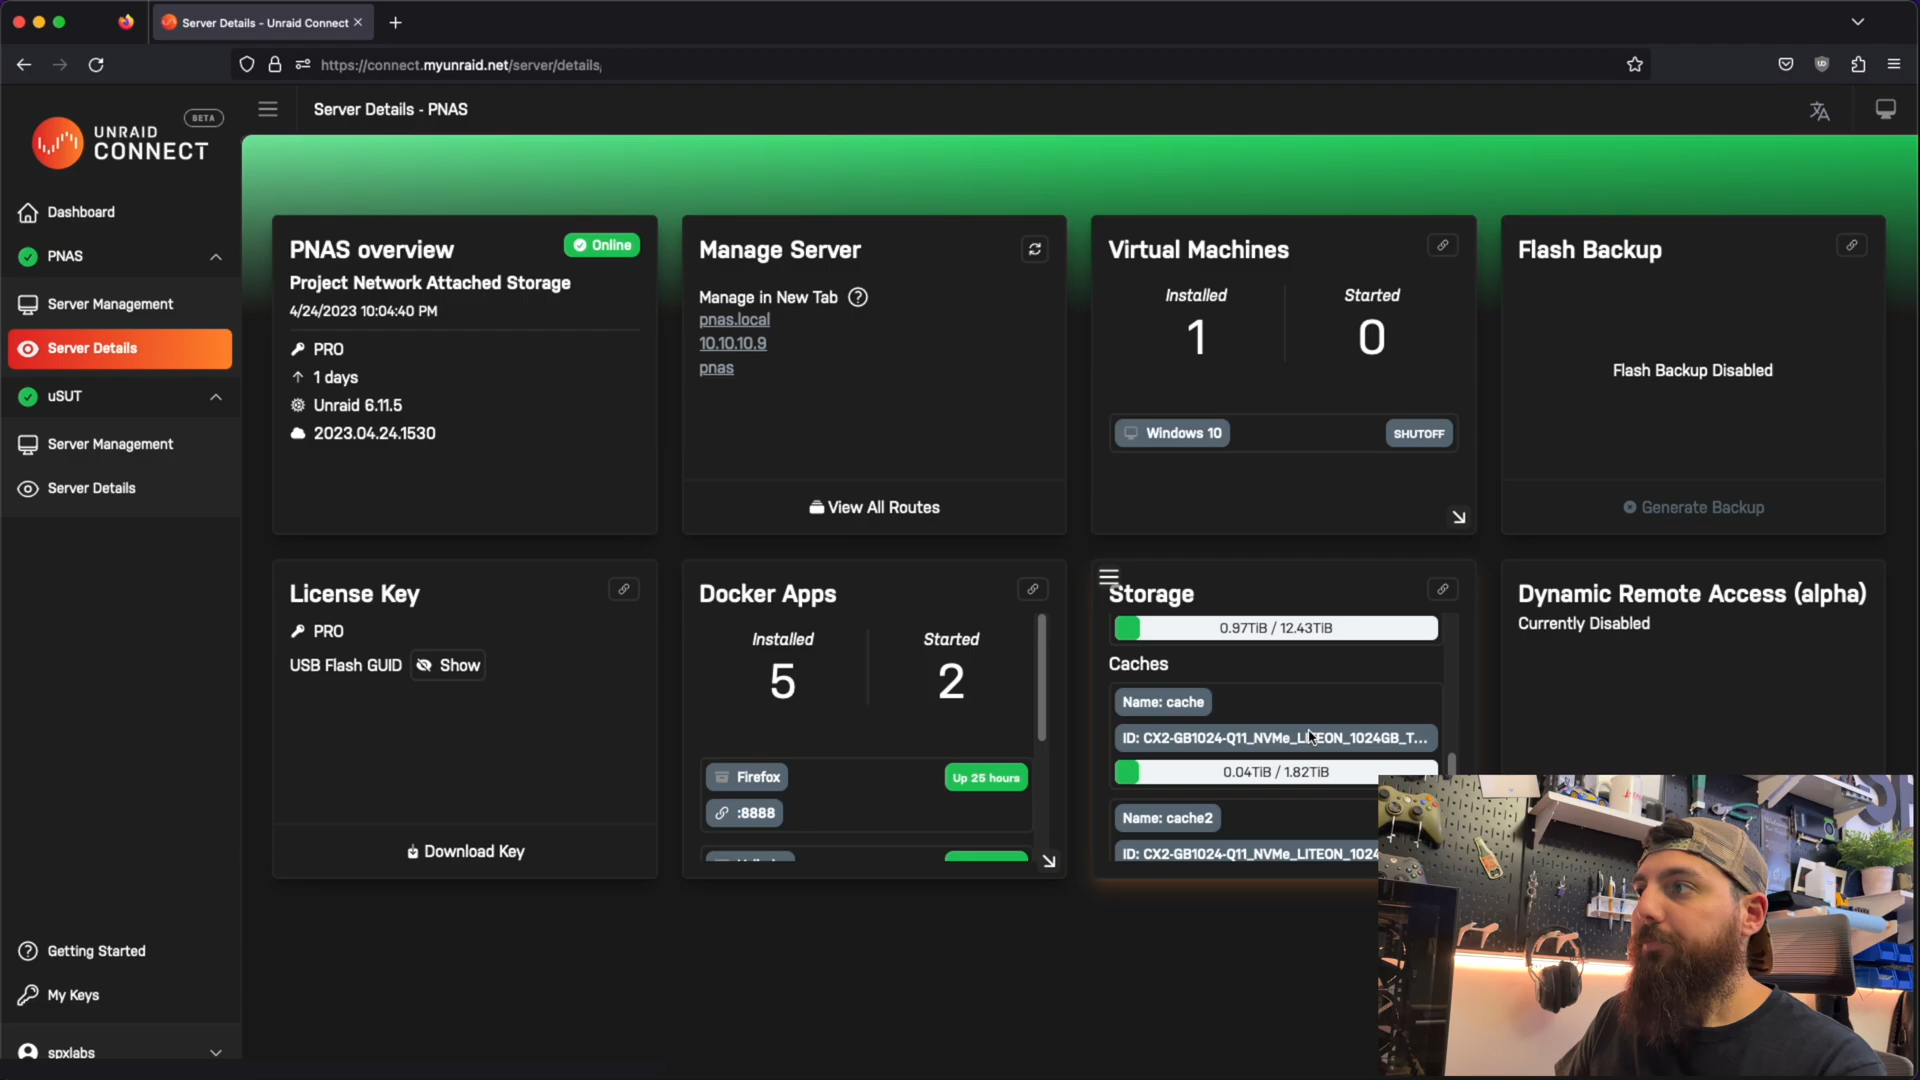 Server Details - Unraid Connect
https://connect.myunraid.net/server/details
BETA
UNRAID
CONNECT
Server Details - PNAS
Dashboard
PNAS
Server Management
Server Details
uSUT
Server Management
Server Details
Getting Started
My Keys
spxlabs
PNAS overview
Online
Project Network Attached Storage
4/24/2023 10:04:40 PM
PRO
1 days
Unraid 6.11.5
2023.04.24.1530
Manage Server
Manage in New Tab
pnas.local
10.10.10.9
pnas
View All Routes
Virtual Machines
Installed
1
Started
0
Windows 10
SHUTOFF
Flash Backup
Flash Backup Disabled
Generate Backup
License Key
PRO
USB Flash GUID
Show
Download Key
Docker Apps
Installed
5
Started
2
Firefox
Up 25 hours
:8888
Storage
0.97TiB / 12.43TiB
Caches
Name: cache
ID: CX2-GB1024-Q11_NVMe_LITEON_1024GB_T...
0.04TiB / 1.82TiB
Name: cache2
ID: CX2-GB1024-Q11_NVMe_LITEON_1024
Dynamic Remote Access (alpha)
Currently Disabled